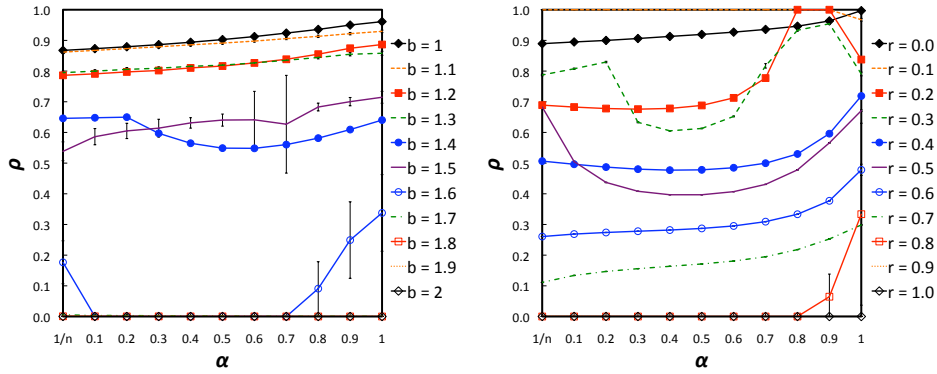 1.0
0.9
0.8
0.7
0.6
0.5
0.4
0.3
0.2
0.1
0.0
ρ
1/n 0.1 0.2 0.3 0.4 0.5 0.6 0.7 0.8 0.9 1
α
b = 1
b = 1.1
b = 1.2
b = 1.3
b = 1.4
b = 1.5
b = 1.6
b = 1.7
b = 1.8
b = 1.9
b = 2
1.0
0.9
0.8
0.7
0.6
0.5
0.4
0.3
0.2
0.1
0.0
ρ
1/n 0.1 0.2 0.3 0.4 0.5 0.6 0.7 0.8 0.9 1
α
r = 0.0
r = 0.1
r = 0.2
r = 0.3
r = 0.4
r = 0.5
r = 0.6
r = 0.7
r = 0.8
r = 0.9
r = 1.0